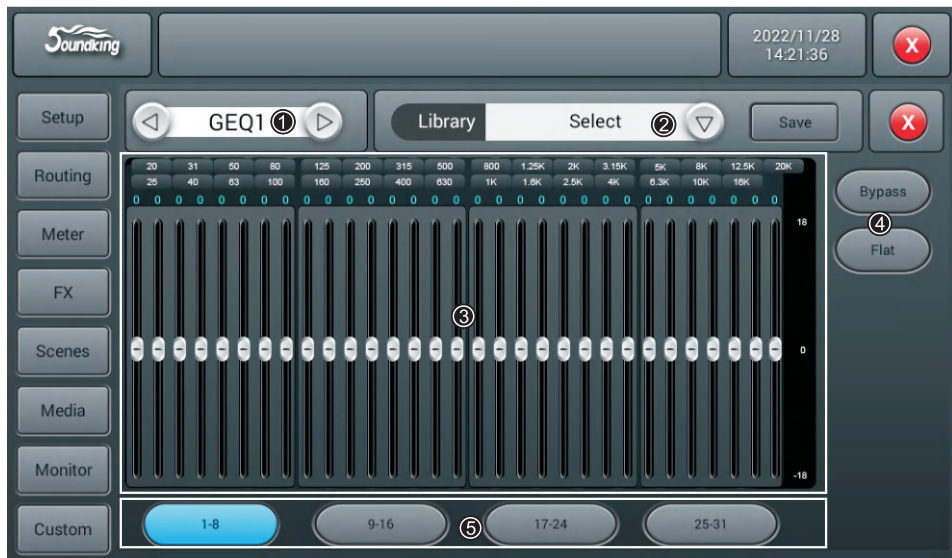 Soundking
2022/11/28
14:21:36
X
Setup
GEQ1 ①
Library Select ②
Save
X
Routing
20 31 50 80 125 200 315 500 800 1.25K 2K 3.15K 5K 8K 12.5K 20K
25 40 63 100 160 250 400 630 1K 1.6K 2.5K 4K 6.3K 10K 16K
0 0 0 0 0 0 0 0 0 0 0 0 0 0 0 0 0 0 0 0 0 0 0 0 0 0 0 0 0 0 0
Bypass
④
Flat
18
Meter
FX
③
Scenes
0
Media
Monitor
-18
Custom
1-8
9-16
⑤
17-24
25-31